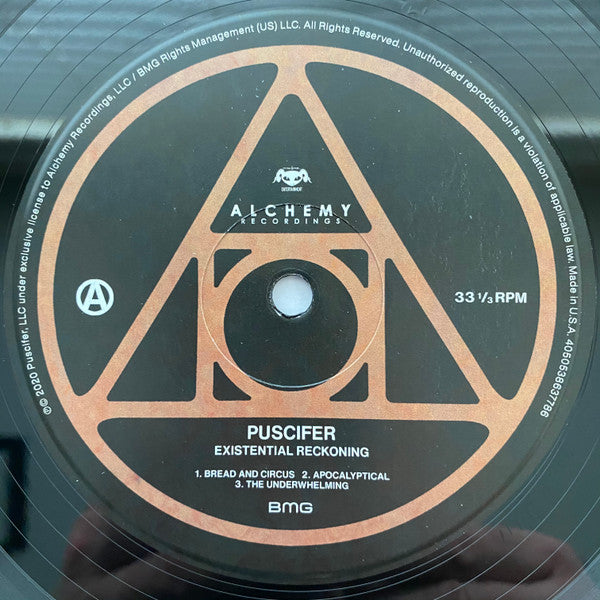 ℗© 2020 Puscifer, LLC under exclusive license to Alchemy Recordings, LLC / BMG Rights Management (US) LLC. All Rights Reserved. Unauthorized reproduction is a violation of applicable law. Made in U.S.A. 4050538637786
ALCHEMY
RECORDINGS
A
33 1/3 RPM
PUSCIFER
EXISTENTIAL RECKONING
1. BREAD AND CIRCUS 2. APOCALYPTICAL
3. THE UNDERWHELMING
BMG